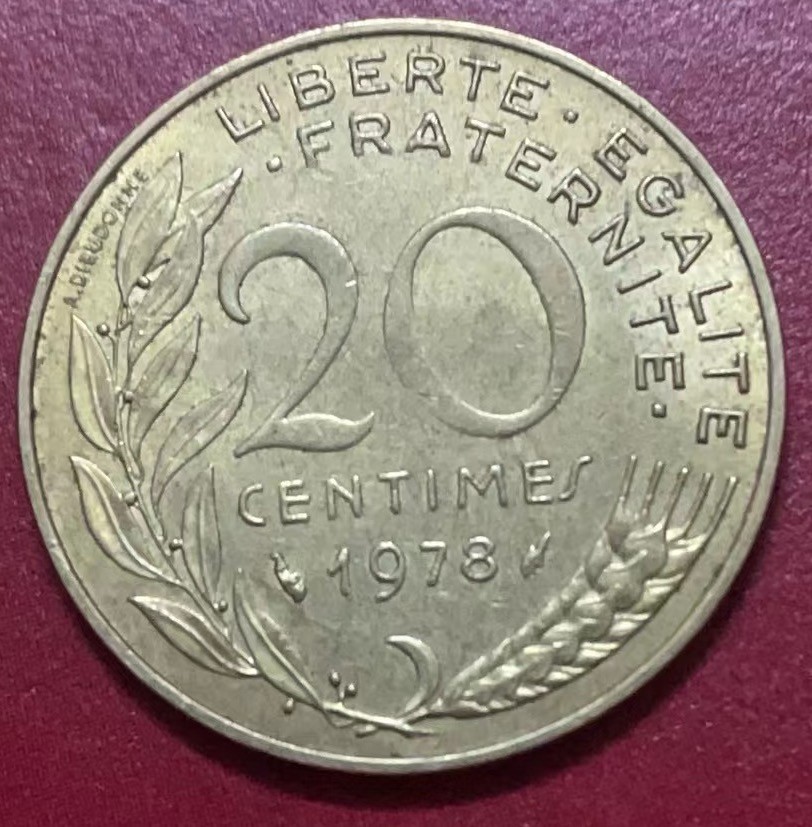 LIBERTE · EGALITE
· FRATERNITE ·
A.DIEUDONNE
20
CENTIMES
1978